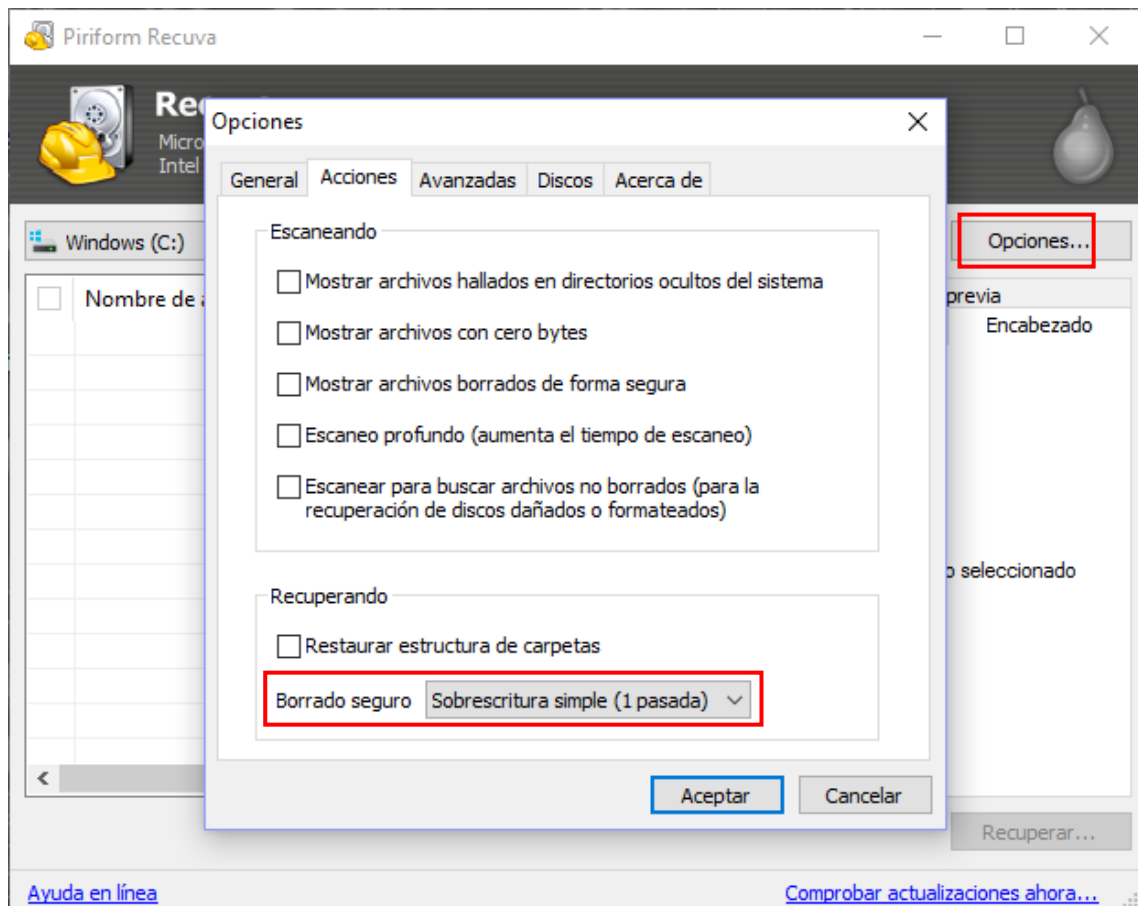 Piriform Recuva
Re
Micro
Intel
Opciones
General Acciones Avanzadas Discos Acerca de
Windows (C:)
Opciones...
Escaneando
Mostrar archivos hallados en directorios ocultos del sistema
Nombre de
previa
Encabezado
Mostrar archivos con cero bytes
Mostrar archivos borrados de forma segura
Escaneo profundo (aumenta el tiempo de escaneo)
Escanear para buscar archivos no borrados (para la
recuperación de discos dañados o formateados)
o seleccionado
Recuperando
Restaurar estructura de carpetas
Borrado seguro Sobrescritura simple (1 pasada)
Aceptar Cancelar
Recuperar...
Ayuda en línea Comprobar actualizaciones ahora...